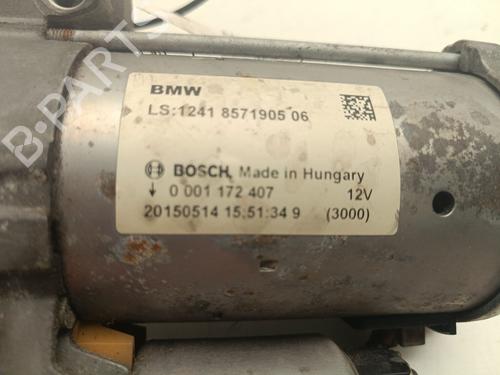 BMW
LS:1241 8571905 06
BOSCH Made in Hungary
0 001 172 407 12V
20150514 15:51:34 9 (3000)
B-PARTS